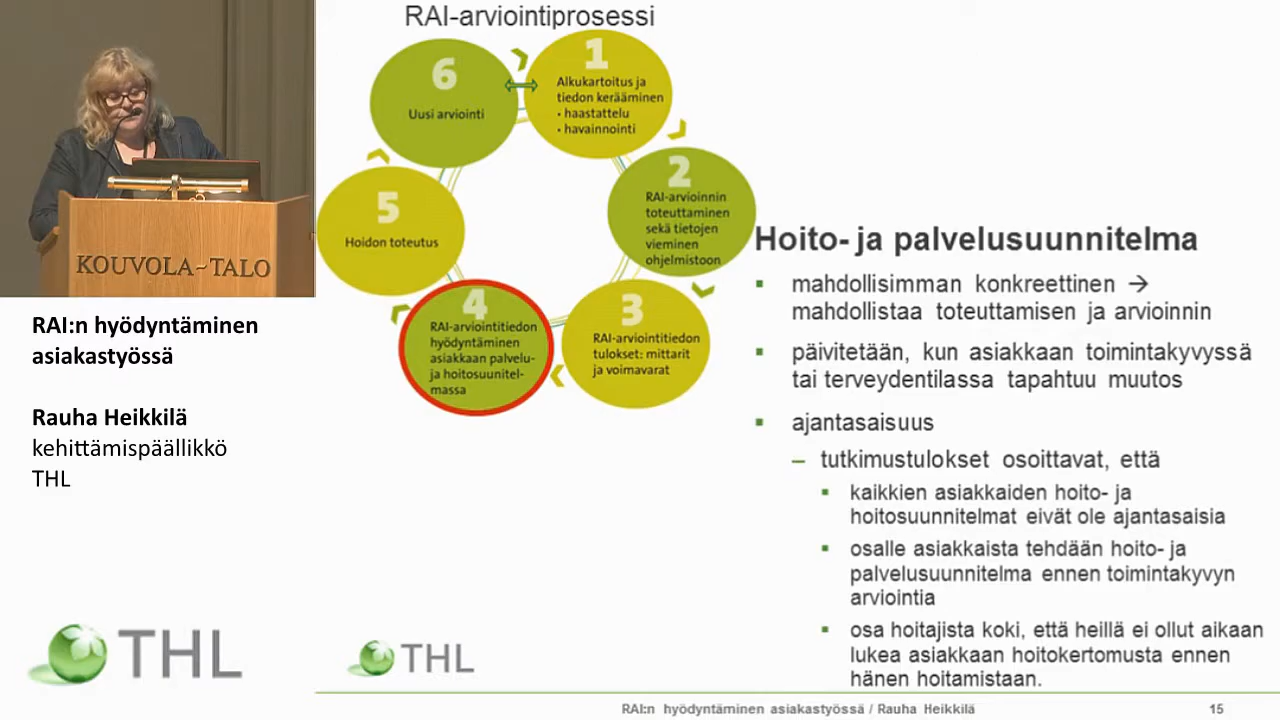 RAI-arviointiprosessi
1
Alkukartoitus ja
tiedon kerääminen
• haastattelu
• havainnointi
2
RAI-arvioinnin
toteuttaminen
sekä tietojen
vieminen
ohjelmistoon
3
RAI-arviointitiedon
tulokset: mittarit
ja voimavarat
4
RAI-arviointitiedon
hyödyntäminen
asiakkaan palvelu-
ja hoitosuunnitel-
massa
5
Hoidon toteutus
6
Uusi arviointi
KOUVOLA-TALO
RAI:n hyödyntäminen
asiakastyössä
Rauha Heikkilä
kehittämispäällikkö
THL
THL
Hoito- ja palvelusuunnitelma
▪ mahdollisimman konkreettinen →
mahdollistaa toteuttamisen ja arvioinnin
▪ päivitetään, kun asiakkaan toimintakyvyssä
tai terveydentilassa tapahtuu muutos
▪ ajantasaisuus
– tutkimustulokset osoittavat, että
▪ kaikkien asiakkaiden hoito- ja
hoitosuunnitelmat eivät ole ajantasaisia
▪ osalle asiakkaista tehdään hoito- ja
palvelusuunnitelma ennen toimintakyvyn
arviointia
▪ osa hoitajista koki, että heillä ei ollut aikaan
lukea asiakkaan hoitokertomusta ennen
hänen hoitamistaan.
THL
RAI:n hyödyntäminen asiakastyössä / Rauha Heikkilä
15